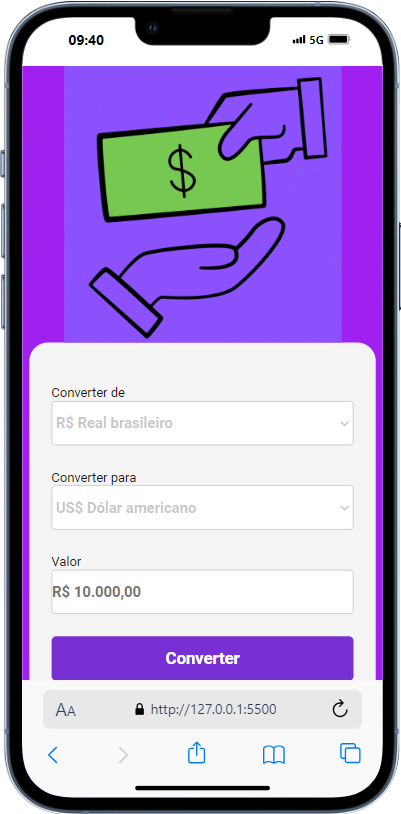 09:40
5G
$
Converter de
R$ Real brasileiro
Converter para
US$ Dólar americano
Valor
R$ 10.000,00
Converter
AA
http://127.0.0.1:5500